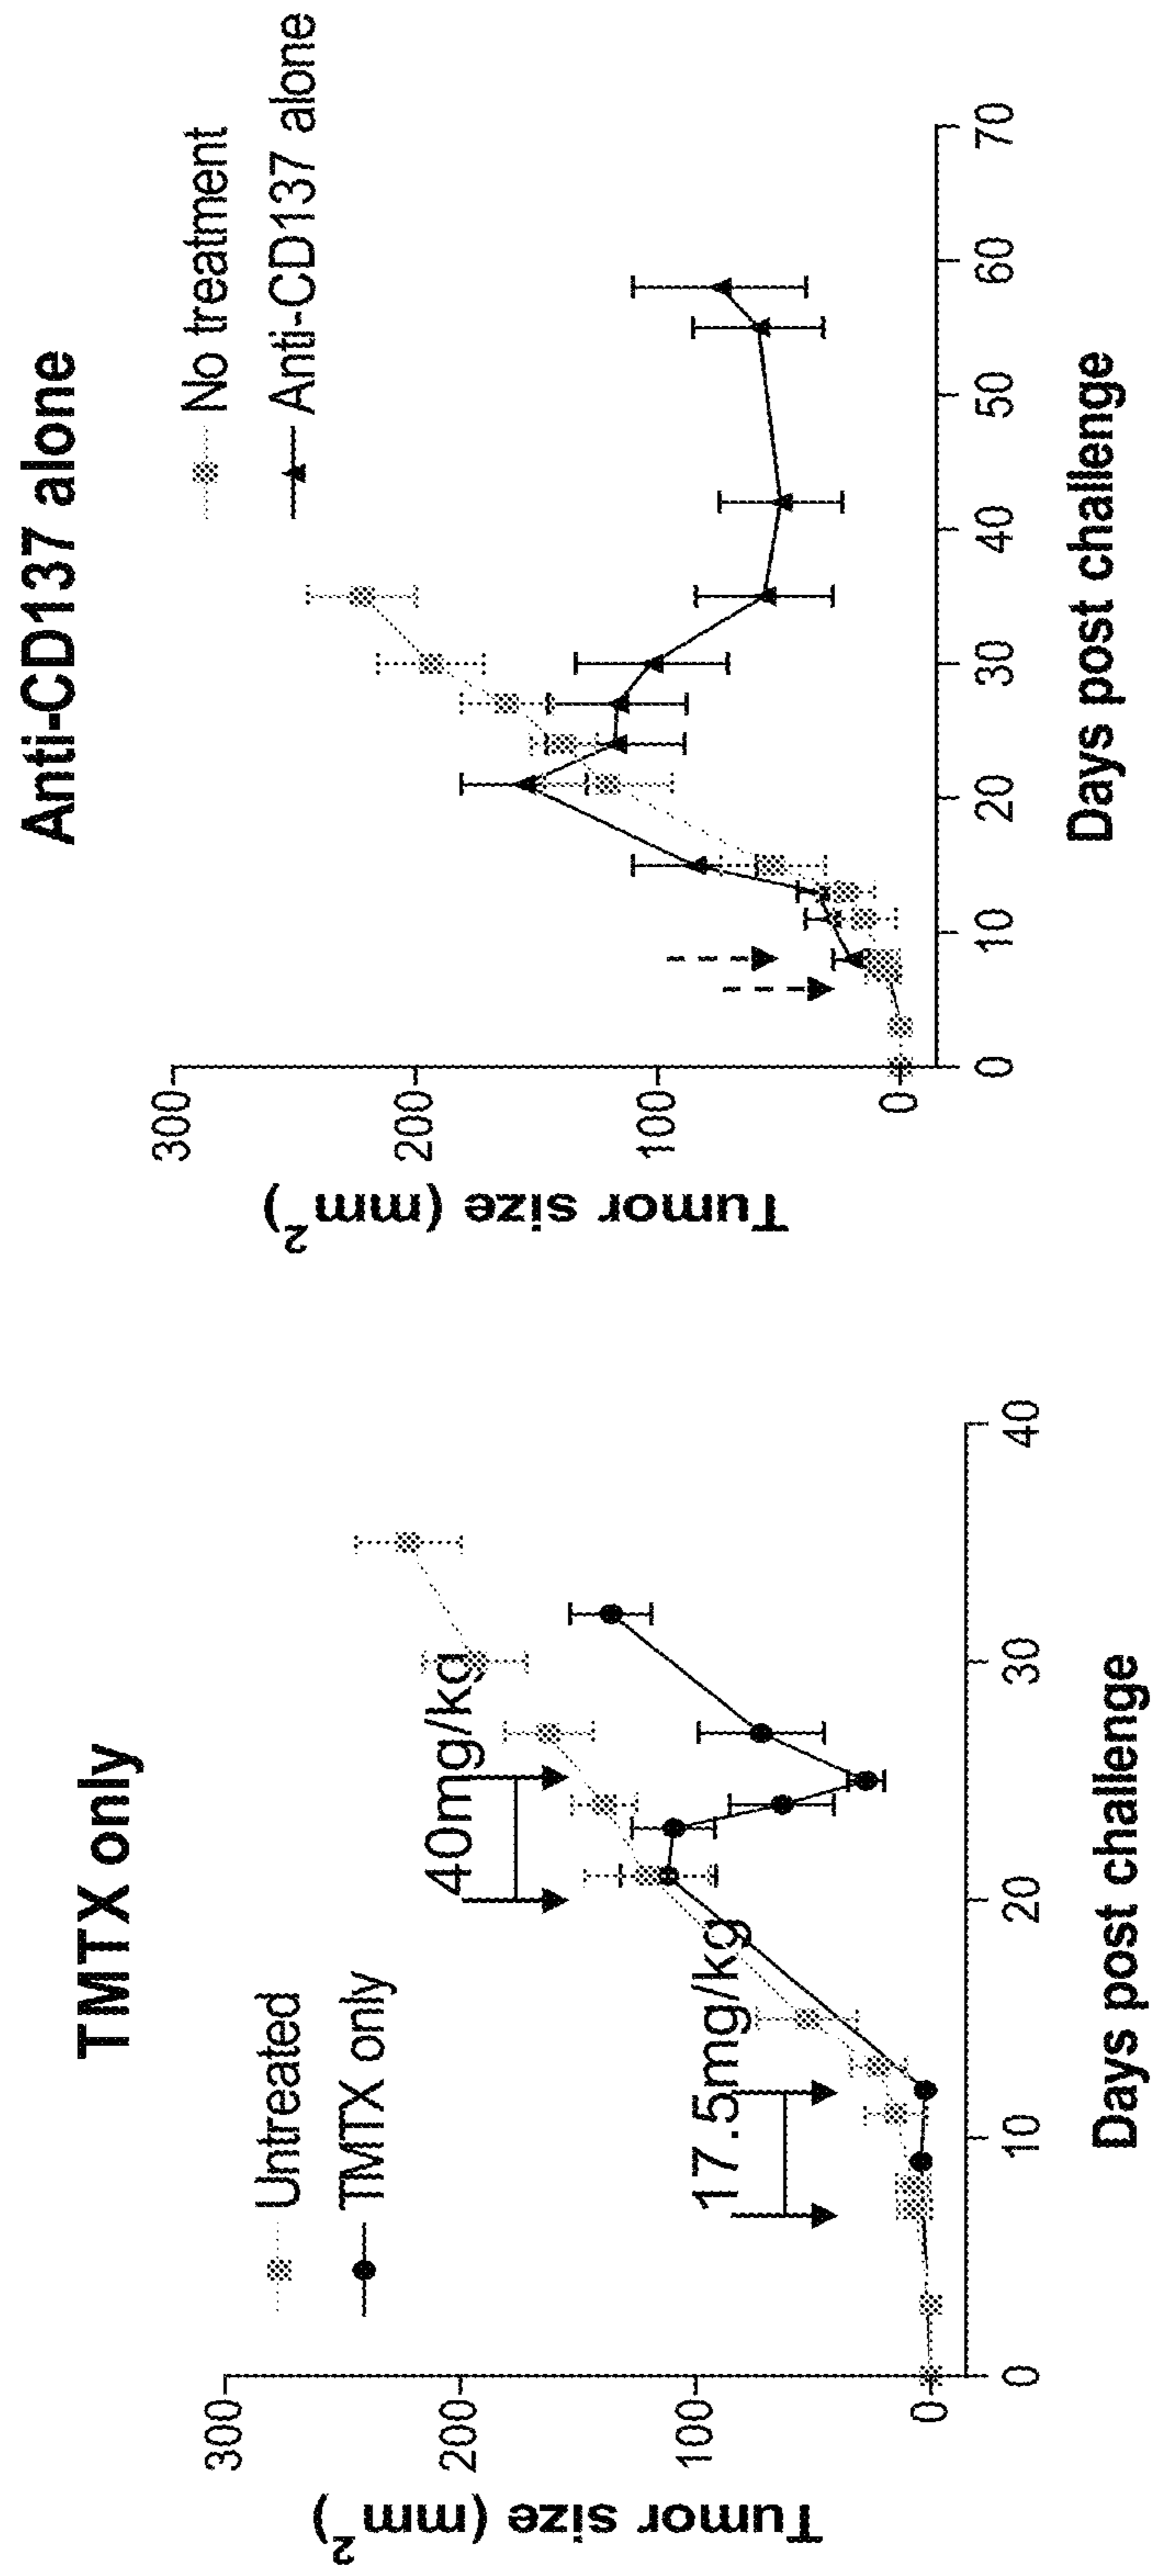 TMTX only
Untreated
TMTX only
40mg/kg
17.5mg/kg
300
200
100
0
Tumor size (mm2)
0
10
20
30
40
Days post challenge
Anti-CD137 alone
No treatment
Anti-CD137 alone
300
200
100
0
Tumor size (mm2)
0
10
20
30
40
50
60
70
Days post challenge